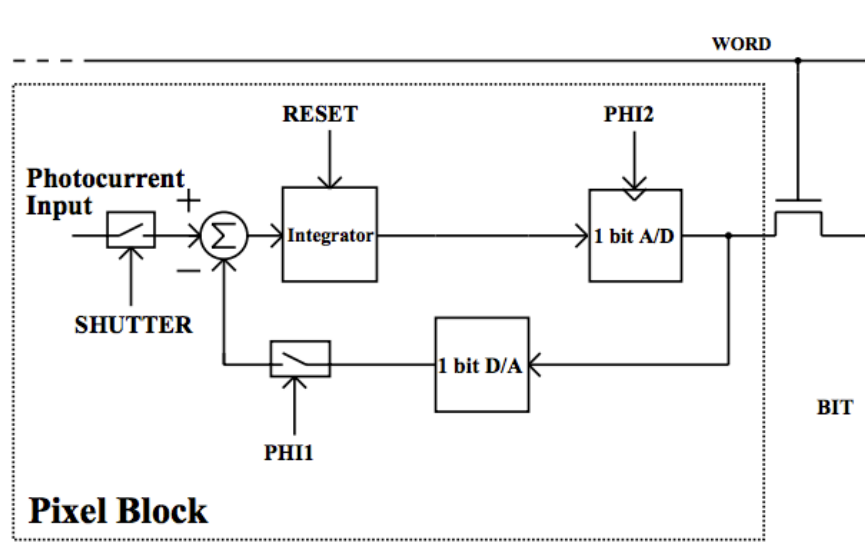 WORD
RESET
PHI2
Photocurrent
Input
+
Σ
Integrator
1 bit A/D
−
SHUTTER
1 bit D/A
PHI1
BIT
Pixel Block